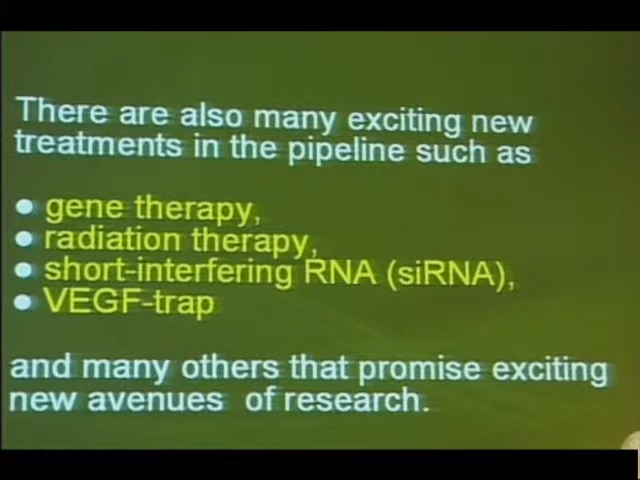 There are also many exciting new
treatments in the pipeline such as
● gene therapy,
● radiation therapy,
● short-interfering RNA (siRNA),
● VEGF-trap
and many others that promise exciting
new avenues of research.